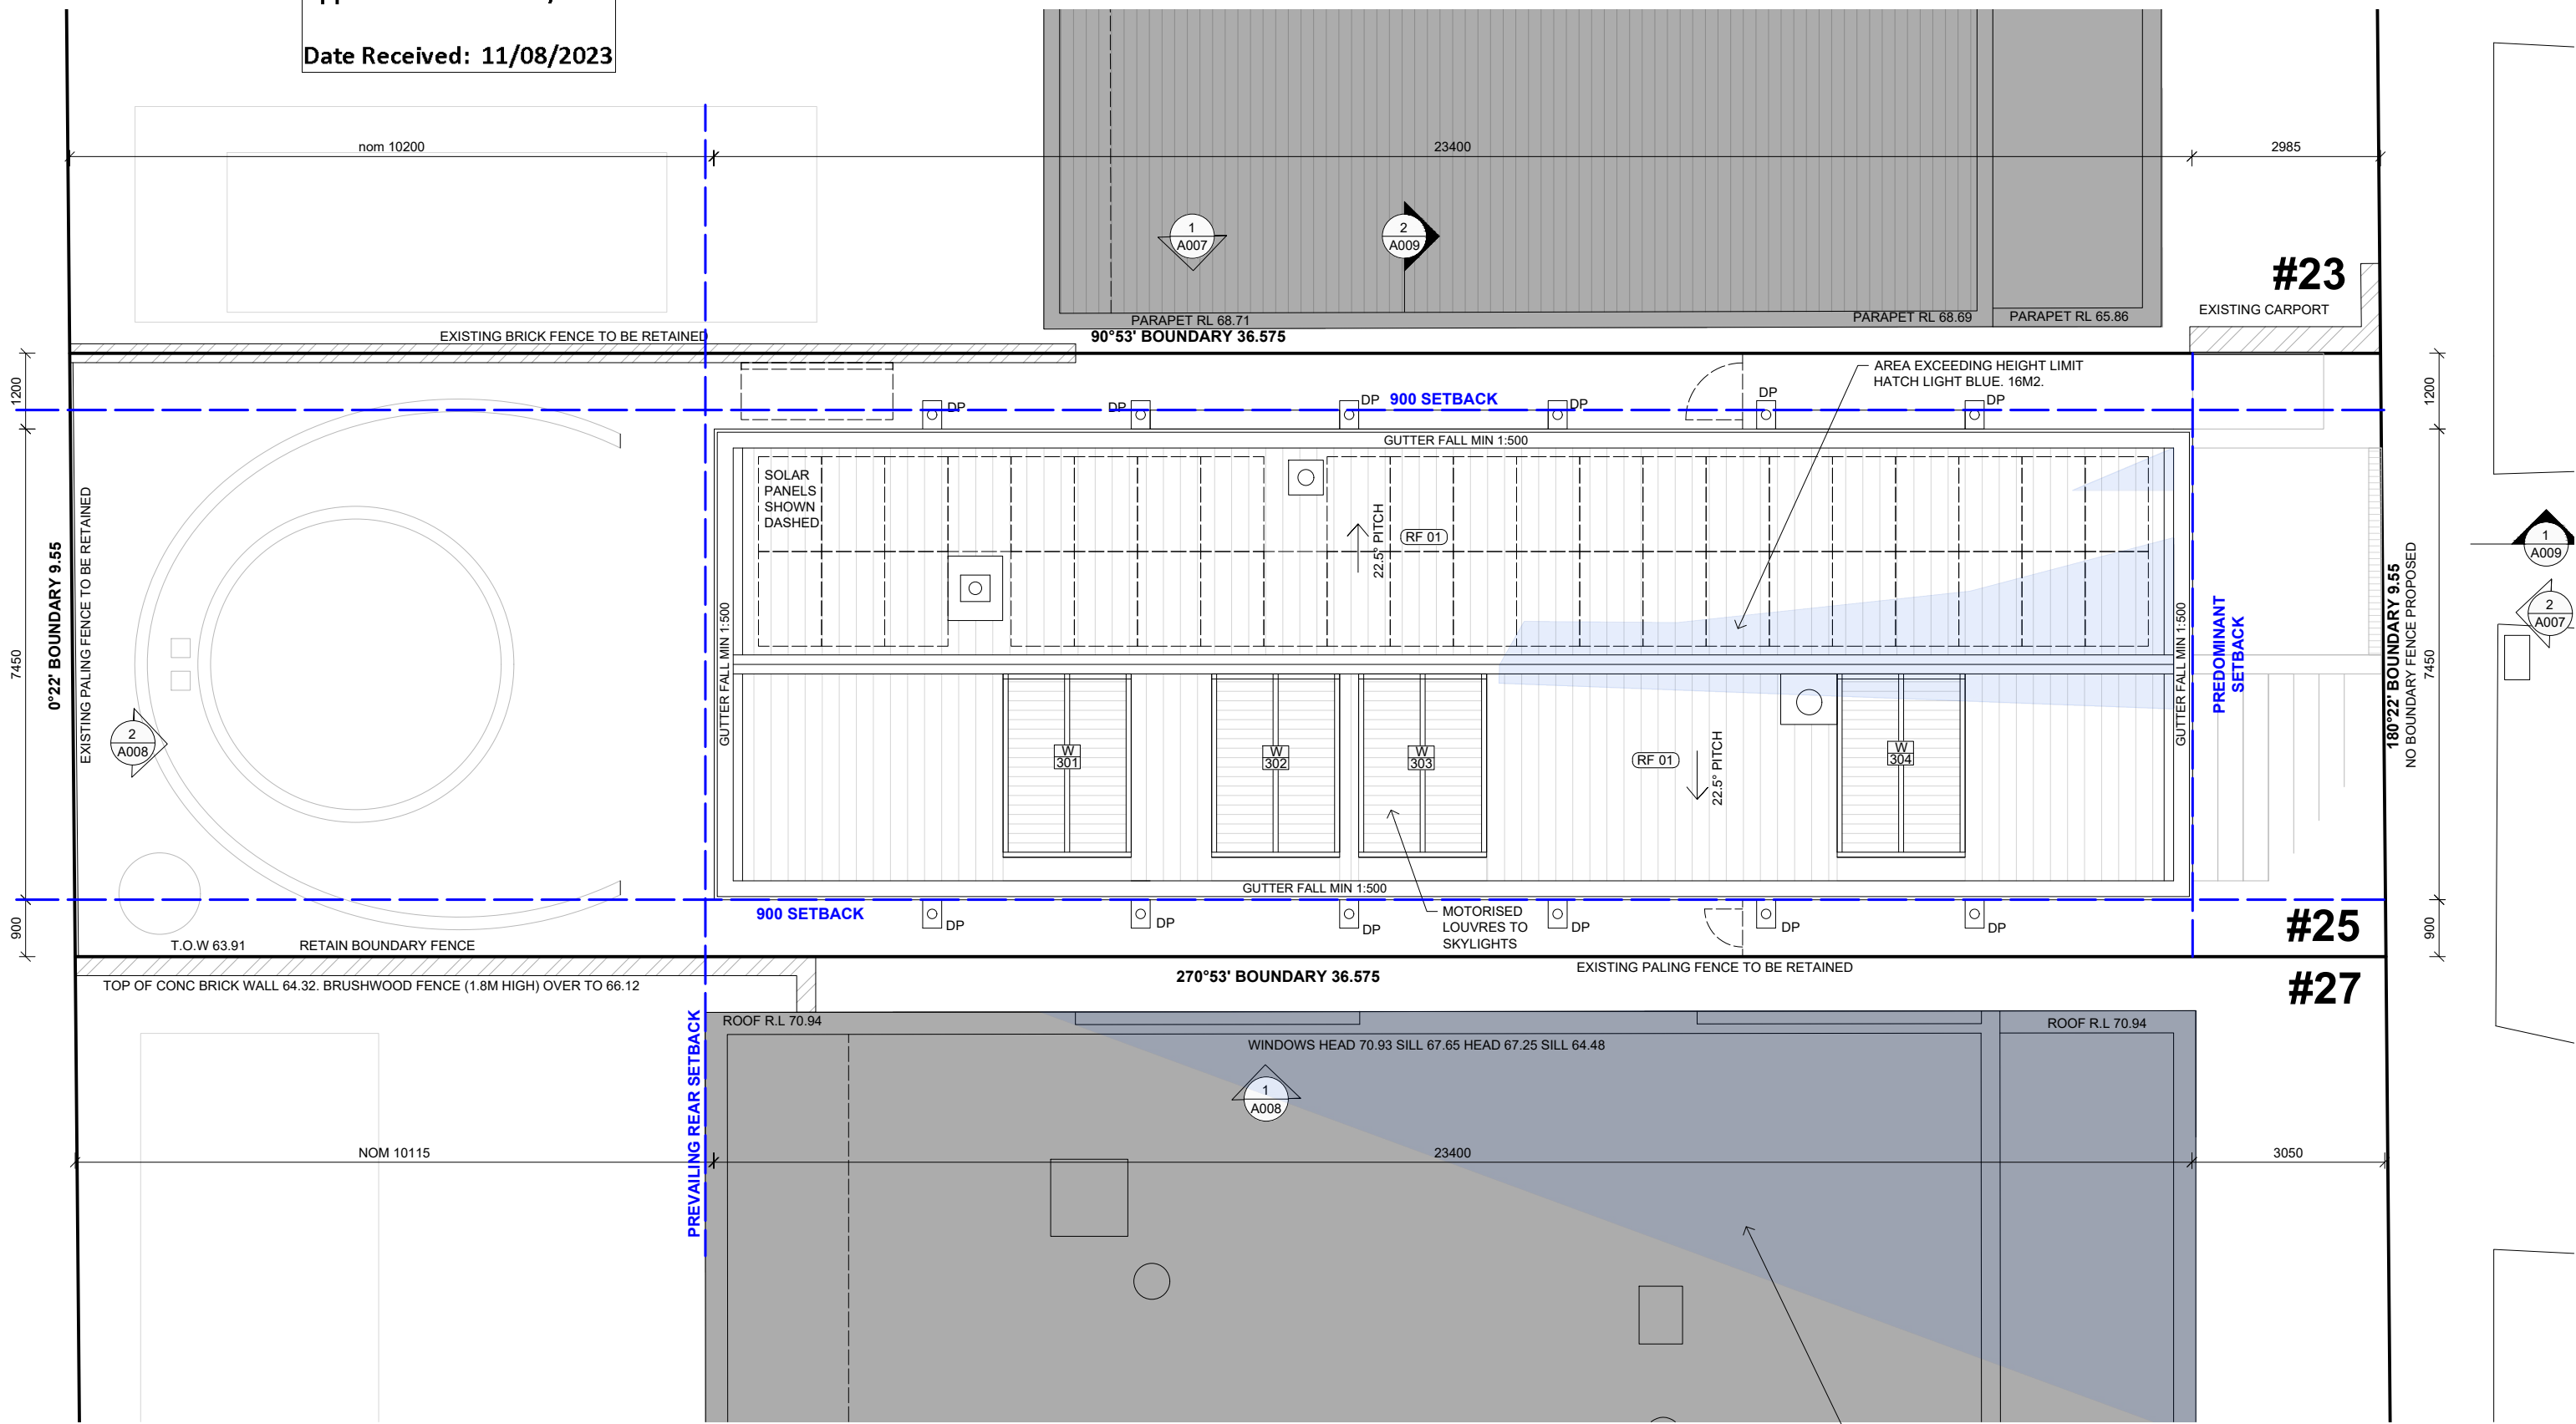 Date Received: 11/08/2023
nom 10200
23400
2985
1
A007
2
A009
#23
EXISTING CARPORT
PARAPET RL 68.71
PARAPET RL 68.69
PARAPET RL 65.86
EXISTING BRICK FENCE TO BE RETAINED
90°53' BOUNDARY 36.575
1200
AREA EXCEEDING HEIGHT LIMIT
HATCH LIGHT BLUE. 16M2.
1200
DP
DP
DP
900 SETBACK
DP
DP
DP
GUTTER FALL MIN 1:500
SOLAR
PANELS
SHOWN
DASHED
22.5° PITCH
RF 01
0°22' BOUNDARY 9.55
EXISTING PALING FENCE TO BE RETAINED
7450
GUTTER FALL MIN 1:500
GUTTER FALL MIN 1:500
PREDOMINANT
SETBACK
180°22' BOUNDARY 9.55
NO BOUNDARY FENCE PROPOSED
7450
1
A009
2
A007
2
A008
W
301
W
302
W
303
RF 01
22.5° PITCH
W
304
GUTTER FALL MIN 1:500
900
900 SETBACK
DP
DP
DP
DP
DP
DP
MOTORISED
LOUVRES TO
SKYLIGHTS
#25
900
T.O.W 63.91
RETAIN BOUNDARY FENCE
270°53' BOUNDARY 36.575
EXISTING PALING FENCE TO BE RETAINED
#27
TOP OF CONC BRICK WALL 64.32. BRUSHWOOD FENCE (1.8M HIGH) OVER TO 66.12
ROOF R.L 70.94
ROOF R.L 70.94
WINDOWS HEAD 70.93 SILL 67.65 HEAD 67.25 SILL 64.48
PREVAILING REAR SETBACK
1
A008
NOM 10115
23400
3050